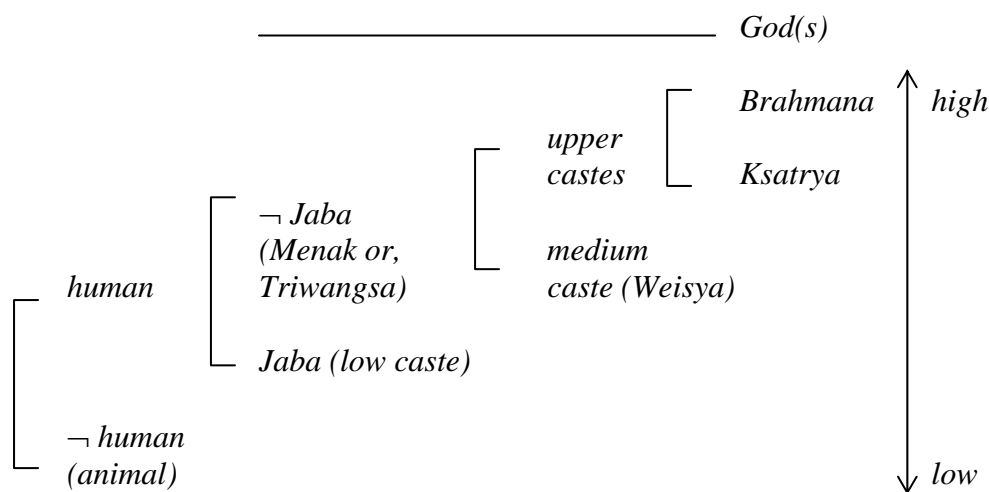 God(s)
Brahmana
high
upper
castes
Ksatrya
¬ Jaba
(Menak or,
Triwangsa)
medium
caste (Weisya)
human
Jaba (low caste)
¬ human
(animal)
low